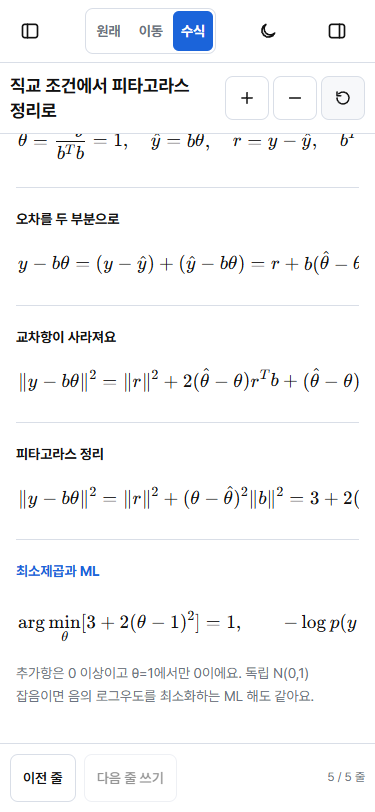 원래 이동 수식
직교 조건에서 피타고라스
정리로
θ = b^T b = 1, ŷ = bθ, r = y − ŷ,
오차를 두 부분으로
y − bθ = (y − ŷ) + (ŷ − bθ) = r + b(θ̂ − θ
교차항이 사라져요
‖y − bθ‖² = ‖r‖² + 2(θ̂ − θ)r^T b + (θ̂ − θ)
피타고라스 정리
‖y − bθ‖² = ‖r‖² + (θ − θ̂)²‖b‖² = 3 + 2(
최소제곱과 ML
arg min_θ [3 + 2(θ − 1)²] = 1, − log p(y
추가항은 0 이상이고 θ=1에서만 0이에요. 독립 N(0,1)
잡음이면 음의 로그우도를 최소화하는 ML 해도 같아요.
이전 줄 다음 줄 쓰기 5 / 5 줄